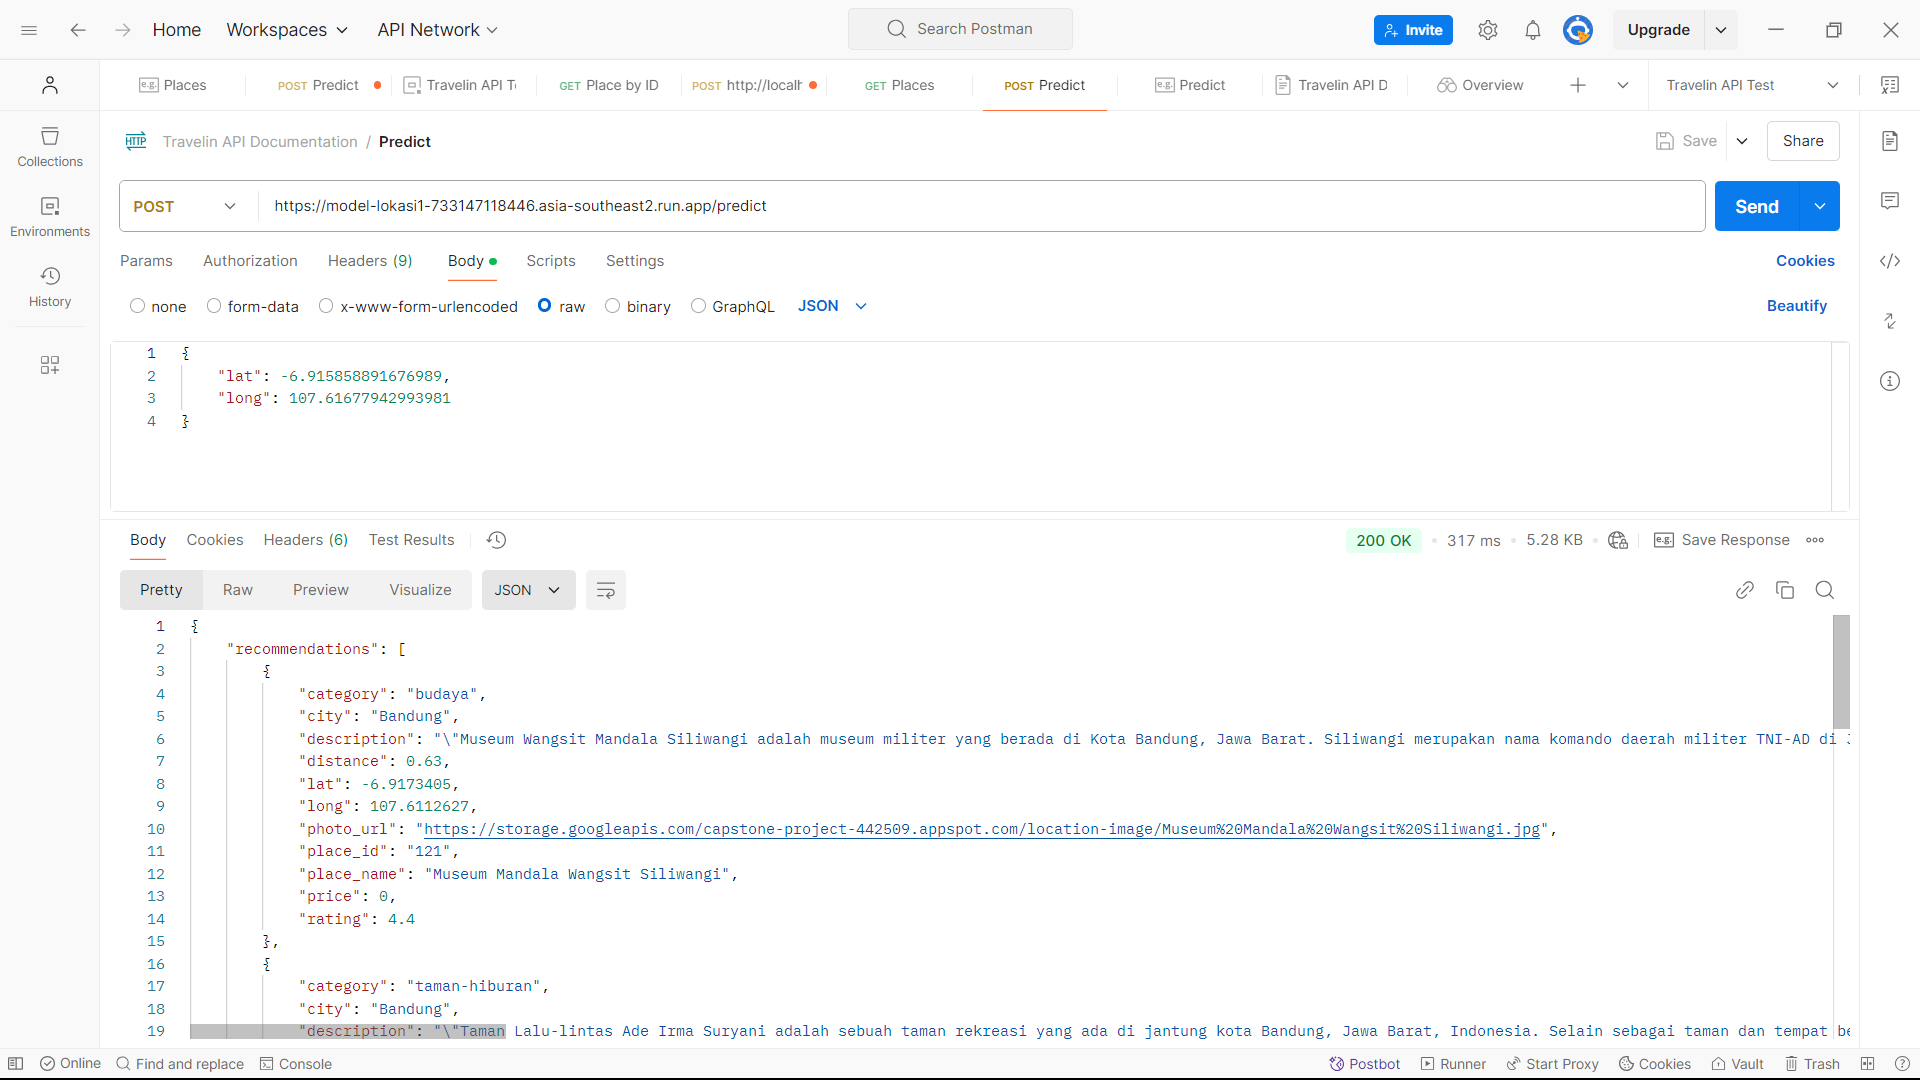 Home Workspaces API Network Search Postman Invite Upgrade
e.g. Places POST Predict Travelin API T GET Place by ID POST http://localh GET Places POST Predict e.g. Predict Travelin API D Overview Travelin API Test
HTTP Travelin API Documentation / Predict Save Share
Collections
Environments
History
POST https://model-lokasi1-733147118446.asia-southeast2.run.app/predict Send
Params Authorization Headers (9) Body Scripts Settings Cookies
none form-data x-www-form-urlencoded raw binary GraphQL JSON Beautify
1 {
2 "lat": -6.915858891676989,
3 "long": 107.61677942993981
4 }
Body Cookies Headers (6) Test Results 200 OK 317 ms 5.28 KB e.g. Save Response
Pretty Raw Preview Visualize JSON
1 {
2 "recommendations": [
3 {
4 "category": "budaya",
5 "city": "Bandung",
6 "description": "\"Museum Wangsit Mandala Siliwangi adalah museum militer yang berada di Kota Bandung, Jawa Barat. Siliwangi merupakan nama komando daerah militer TNI-AD di J
7 "distance": 0.63,
8 "lat": -6.9173405,
9 "long": 107.6112627,
10 "photo_url": "https://storage.googleapis.com/capstone-project-442509.appspot.com/location-image/Museum%20Mandala%20Wangsit%20Siliwangi.jpg",
11 "place_id": "121",
12 "place_name": "Museum Mandala Wangsit Siliwangi",
13 "price": 0,
14 "rating": 4.4
15 },
16 {
17 "category": "taman-hiburan",
18 "city": "Bandung",
19 "description": "\"Taman Lalu-lintas Ade Irma Suryani adalah sebuah taman rekreasi yang ada di jantung kota Bandung, Jawa Barat, Indonesia. Selain sebagai taman dan tempat be
Online Find and replace Console Postbot Runner Start Proxy Cookies Vault Trash